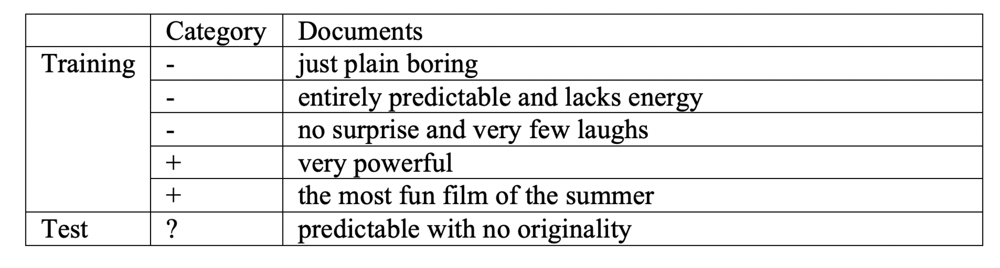 Category Documents
Training - just plain boring
- entirely predictable and lacks energy
- no surprise and very few laughs
+ very powerful
+ the most fun film of the summer
Test ? predictable with no originality